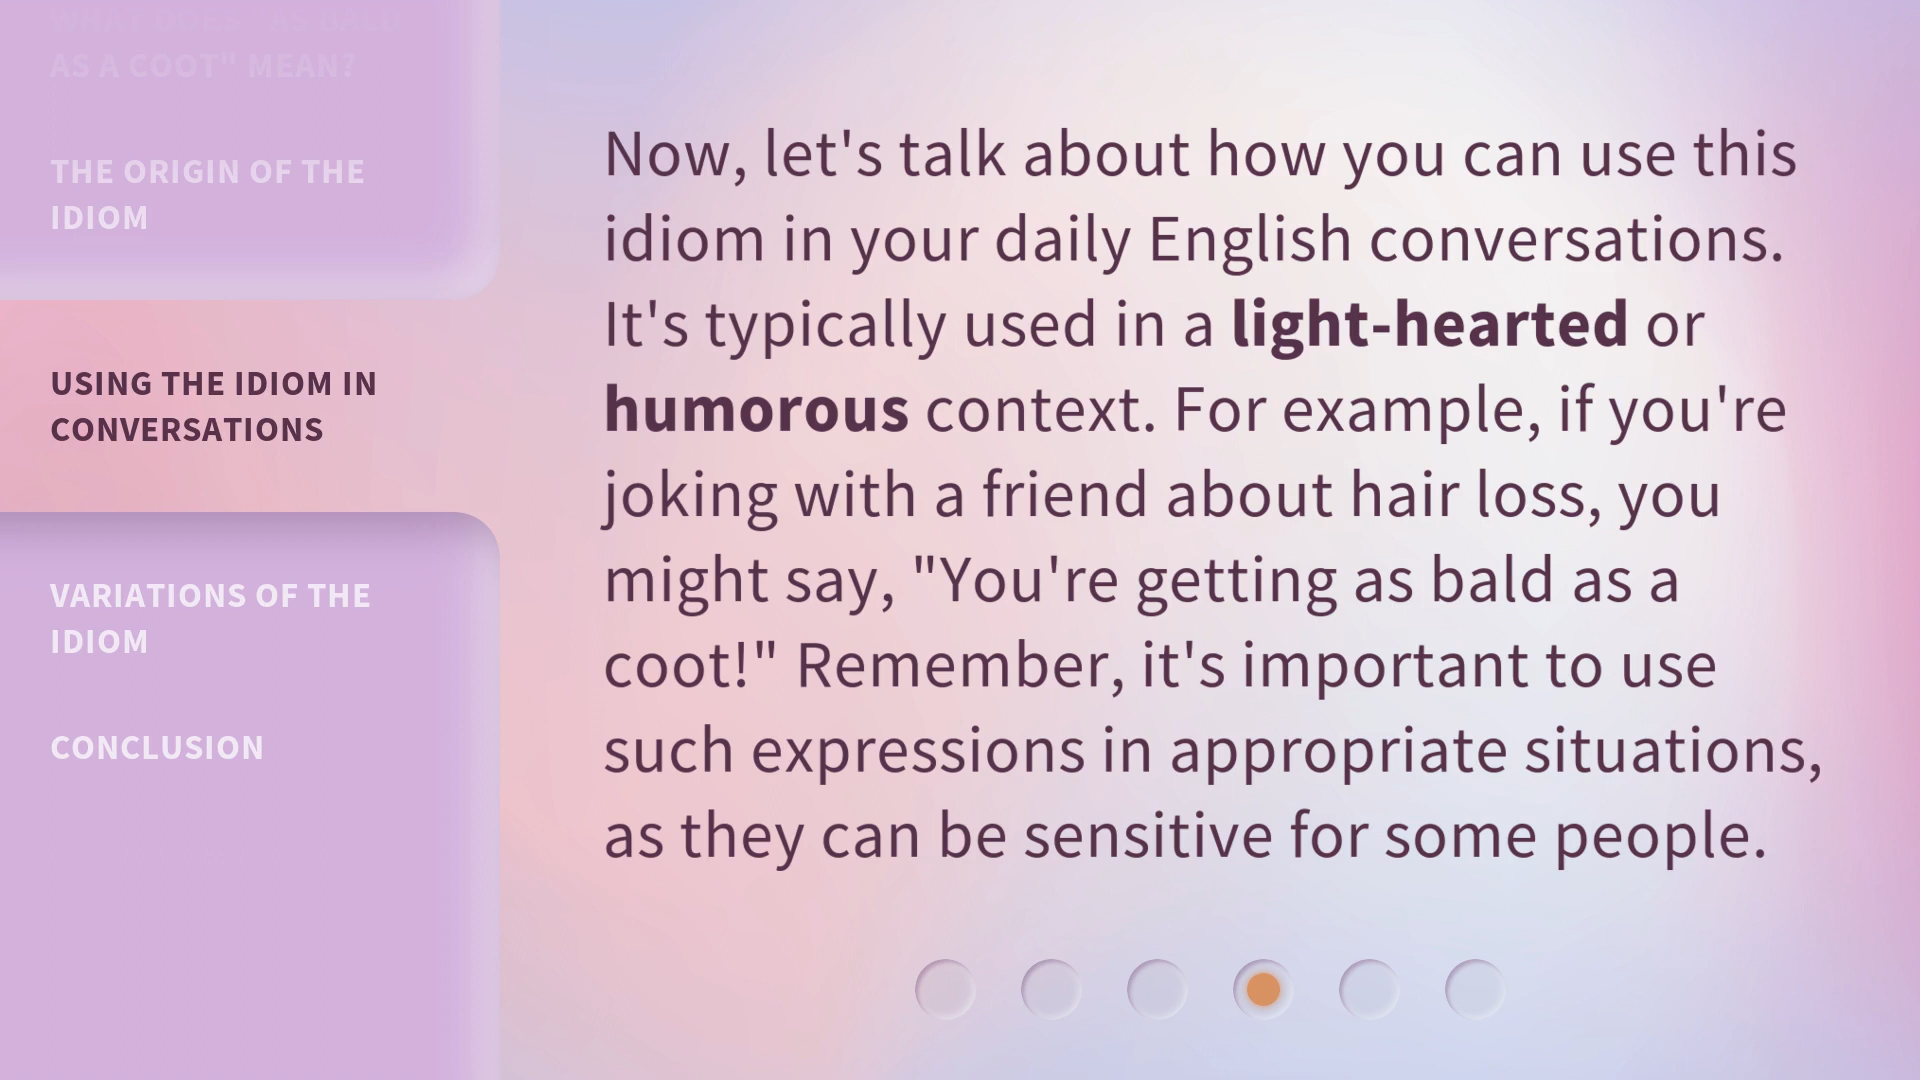 WHAT DOES "AS BALD
AS A COOT" MEAN?
THE ORIGIN OF THE
IDIOM
USING THE IDIOM IN
CONVERSATIONS
VARIATIONS OF THE
IDIOM
CONCLUSION
Now, let's talk about how you can use this
idiom in your daily English conversations.
It's typically used in a light-hearted or
humorous context. For example, if you're
joking with a friend about hair loss, you
might say, "You're getting as bald as a
coot!" Remember, it's important to use
such expressions in appropriate situations,
as they can be sensitive for some people.